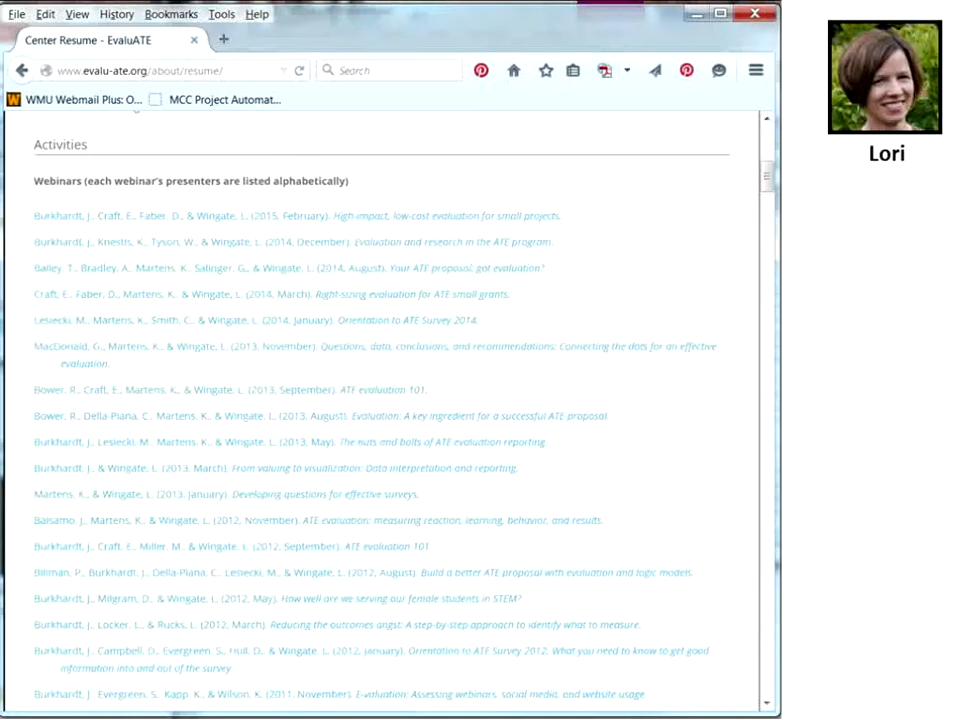 File Edit View History Bookmarks Tools Help
Center Resume - EvaluATE
www.evalu-ate.org/about/resume/ Search
WMU Webmail Plus: O... MCC Project Automat...
Lori
Activities
Webinars (each webinar's presenters are listed alphabetically)
Burkhardt, J., Craft, E., Faber, D., & Wingate, L. (2015, February). High-impact, low-cost evaluation for small projects.
Burkhardt, J., Knestis, K., Tyson, W., & Wingate, L. (2014, December). Evaluation and research in the ATE program.
Bailey, T., Bradley, A., Martens, K., Salinger, G., & Wingate, L. (2014, August). Your ATE proposal: got evaluation?
Craft, E., Faber, D., Martens, K., & Wingate, L. (2014, March). Right-sizing evaluation for ATE small grants.
Lesiecki, M., Martens, K., Smith, C., & Wingate, L. (2014, January). Orientation to ATE Survey 2014.
MacDonald, G., Martens, K., & Wingate, L. (2013, November). Questions, data, conclusions, and recommendations: Connecting the dots for an effective
evaluation.
Bower, R., Craft, E., Martens, K., & Wingate, L. (2013, September). ATE evaluation 101.
Bower, R., Della-Piana, C., Martens, K., & Wingate, L. (2013, August). Evaluation: A key ingredient for a successful ATE proposal.
Burkhardt, J., Lesiecki, M., Martens, K., & Wingate, L. (2013, May). The nuts and bolts of ATE evaluation reporting.
Burkhardt, J., & Wingate, L. (2013, March). From valuing to visualization: Data interpretation and reporting.
Martens, K., & Wingate, L. (2013, January). Developing questions for effective surveys.
Balsamo, J., Martens, K., & Wingate, L. (2012, November). ATE evaluation: measuring reaction, learning, behavior, and results.
Burkhardt, J., Craft, E., Miller, M., & Wingate, L. (2012, September). ATE evaluation 101
Billman, P., Burkhardt, J., Della-Piana, C., Lesiecki, M., & Wingate, L. (2012, August). Build a better ATE proposal with evaluation and logic models.
Burkhardt, J., Milgram, D., & Wingate, L. (2012, May). How well are we serving our female students in STEM?
Burkhardt, J., Locker, L., & Rucks, L. (2012, March). Reducing the outcomes angst: A step-by-step approach to identify what to measure.
Burkhardt, J., Campbell, D., Evergreen, S., Hull, D., & Wingate, L. (2012, January). Orientation to ATE Survey 2012: What you need to know to get good
information into and out of the survey
Burkhardt, J., Evergreen, S., Kapp, K., & Wilson, K. (2011, November). E-valuation: Assessing webinars, social media, and website usage